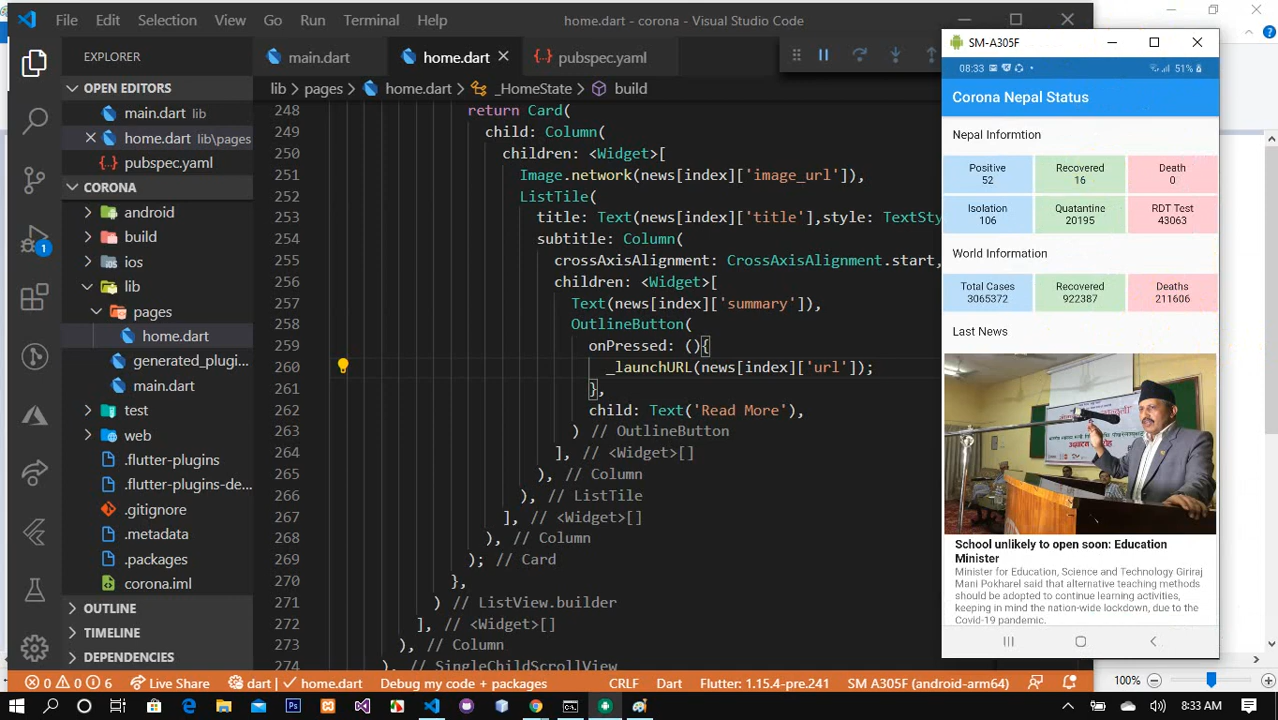 File Edit Selection View Go Run Terminal Help home.dart - corona - Visual Studio Code
EXPLORER
OPEN EDITORS
main.dart lib
home.dart lib\pages
pubspec.yaml
CORONA
android
build
ios
lib
pages
home.dart
generated_plugi...
main.dart
test
web
.flutter-plugins
.flutter-plugins-de...
.gitignore
.metadata
.packages
corona.iml
OUTLINE
TIMELINE
DEPENDENCIES
1
main.dart home.dart pubspec.yaml
lib > pages > home.dart > _HomeState > build
248 return Card(
249 child: Column(
250 children: <Widget>[
251 Image.network(news[index]['image_url']),
252 ListTile(
253 title: Text(news[index]['title'],style: TextSty
254 subtitle: Column(
255 crossAxisAlignment: CrossAxisAlignment.start,
256 children: <Widget>[
257 Text(news[index]['summary']),
258 OutlineButton(
259 onPressed: (){
260 _launchURL(news[index]['url']);
261 },
262 child: Text('Read More'),
263 ) // OutlineButton
264 ], // <Widget>[]
265 ), // Column
266 ), // ListTile
267 ], // <Widget>[]
268 ), // Column
269 ); // Card
270 },
271 ) // ListView.builder
272 ], // <Widget>[]
273 ), // Column
274 ), // SingleChildScrollView
SM-A305F
08:33 51%
Corona Nepal Status
Nepal Informtion
Positive Recovered Death
52 16 0
Isolation Quatantine RDT Test
106 20195 43063
World Information
Total Cases Recovered Deaths
3065372 922387 211606
Last News
School unlikely to open soon: Education
Minister
Minister for Education, Science and Technology Giriraj
Mani Pokharel said that alternative teaching methods
should be adopted to continue learning activities,
keeping in mind the nation-wide lockdown, due to the
Covid-19 pandemic.
0 0 6 Live Share dart | home.dart Debug my code + packages CRLF Dart Flutter: 1.15.4-pre.241 SM A305F (android-arm64)
100%
8:33 AM